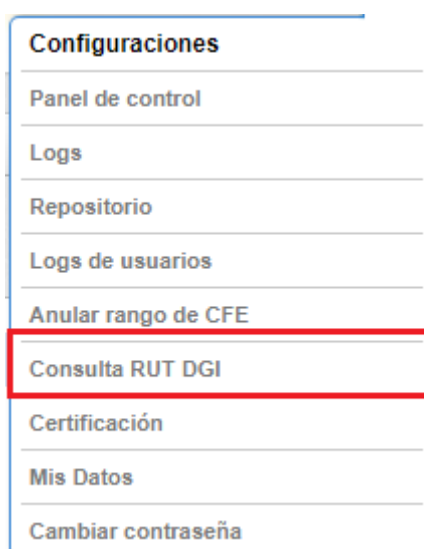 Configuraciones
Panel de control
Logs
Repositorio
Logs de usuarios
Anular rango de CFE
Consulta RUT DGI
Certificación
Mis Datos
Cambiar contraseña